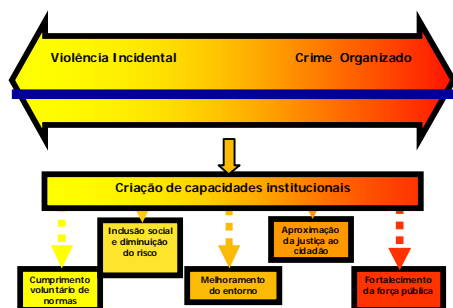 Violência Incidental Crime Organizado
Criação de capacidades institucionais
Inclusão social
e diminuição
do risco
Aproximação
da justiça ao
cidadão
Cumprimento
voluntário de
normas
Melhoramento
do entorno
Fortalecimento
da força pública